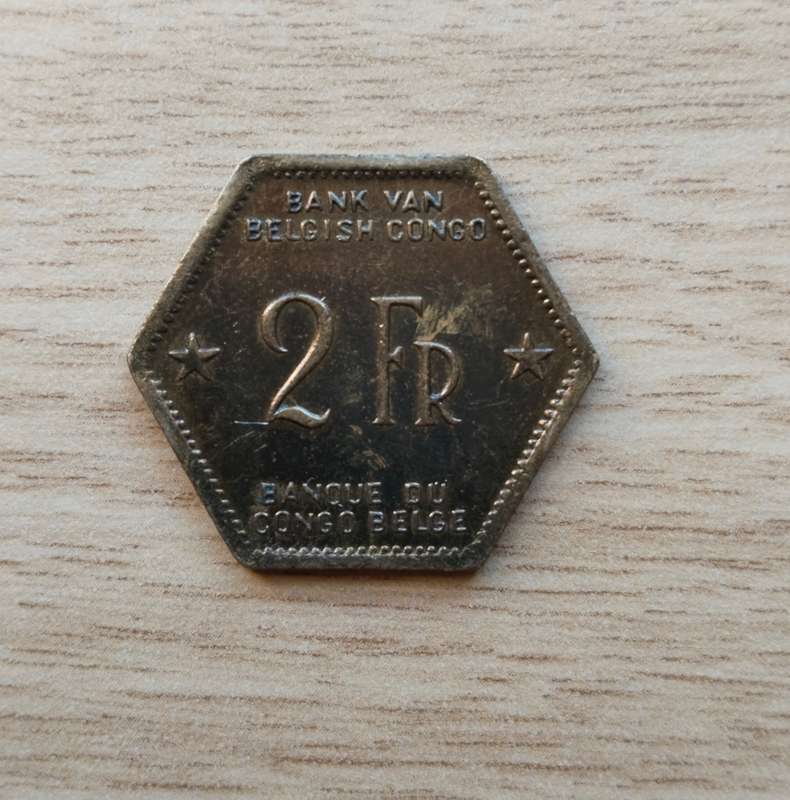 BANK VAN
BELGISH CONGO
2 FR
BANQUE DU
CONGO BELGE